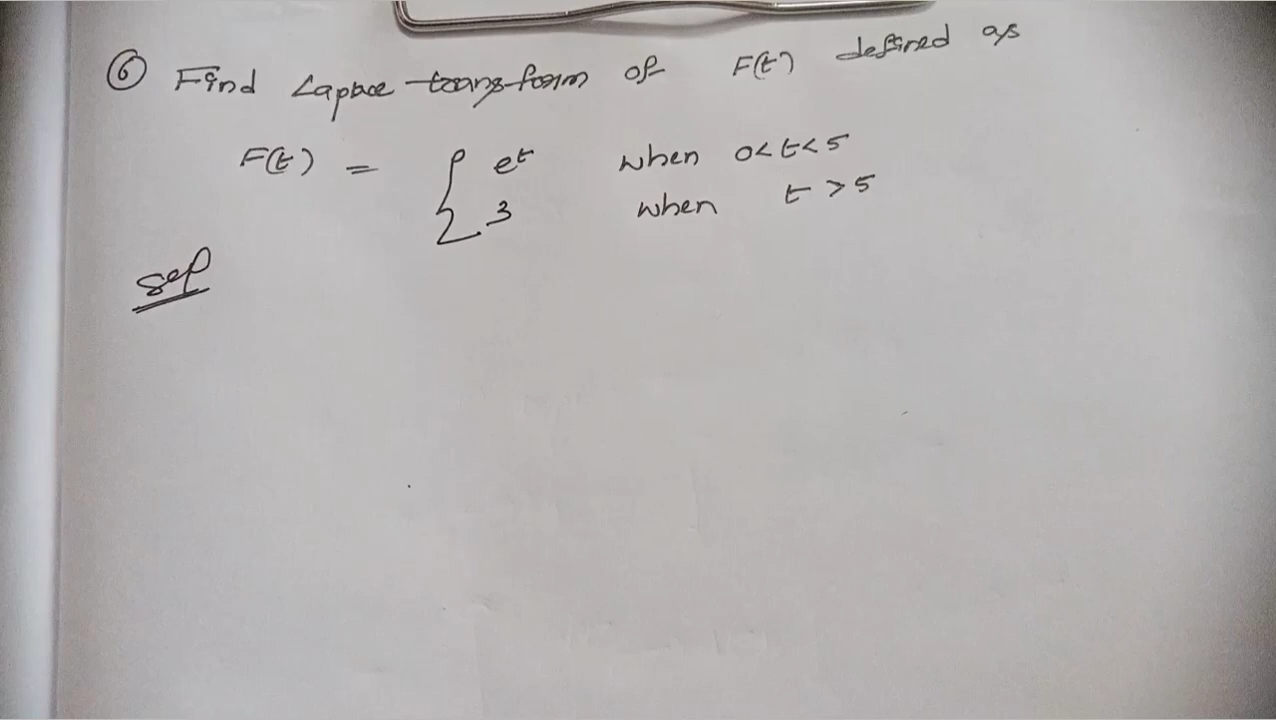 ⑥ Find Laplace transform of F(t) defined as
F(t) = { e^t when 0<t<5
3 when t >5
Sol